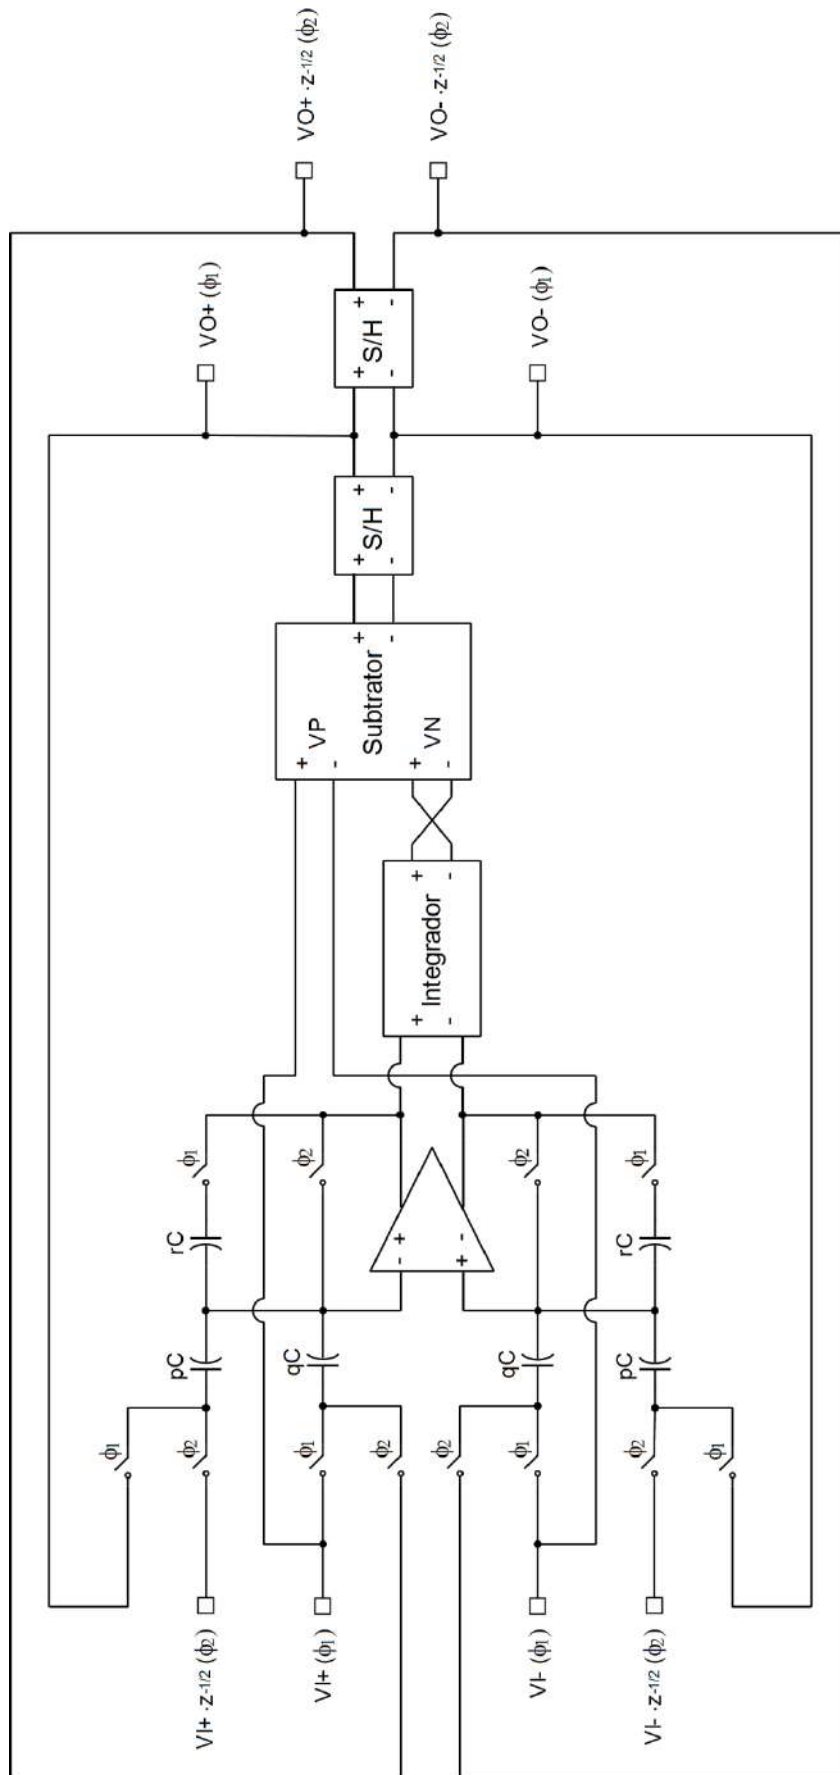 ϕ1
VI+ ·z-1/2 (ϕ2)
ϕ2
pC
rC
ϕ1
VO+ (ϕ1)
VI+ (ϕ1)
ϕ1
qC
ϕ2
+
VP
-
VO+ ·z-1/2 (ϕ2)
ϕ2
- +
+ -
+ +
Integrador
- -
+
Subtrator
-
+
VN
-
+ +
S/H
- -
+ +
S/H
- -
ϕ2
VO- ·z-1/2 (ϕ2)
VI- (ϕ1)
ϕ1
qC
ϕ2
VO- (ϕ1)
VI- ·z-1/2 (ϕ2)
ϕ2
pC
rC
ϕ1
ϕ1